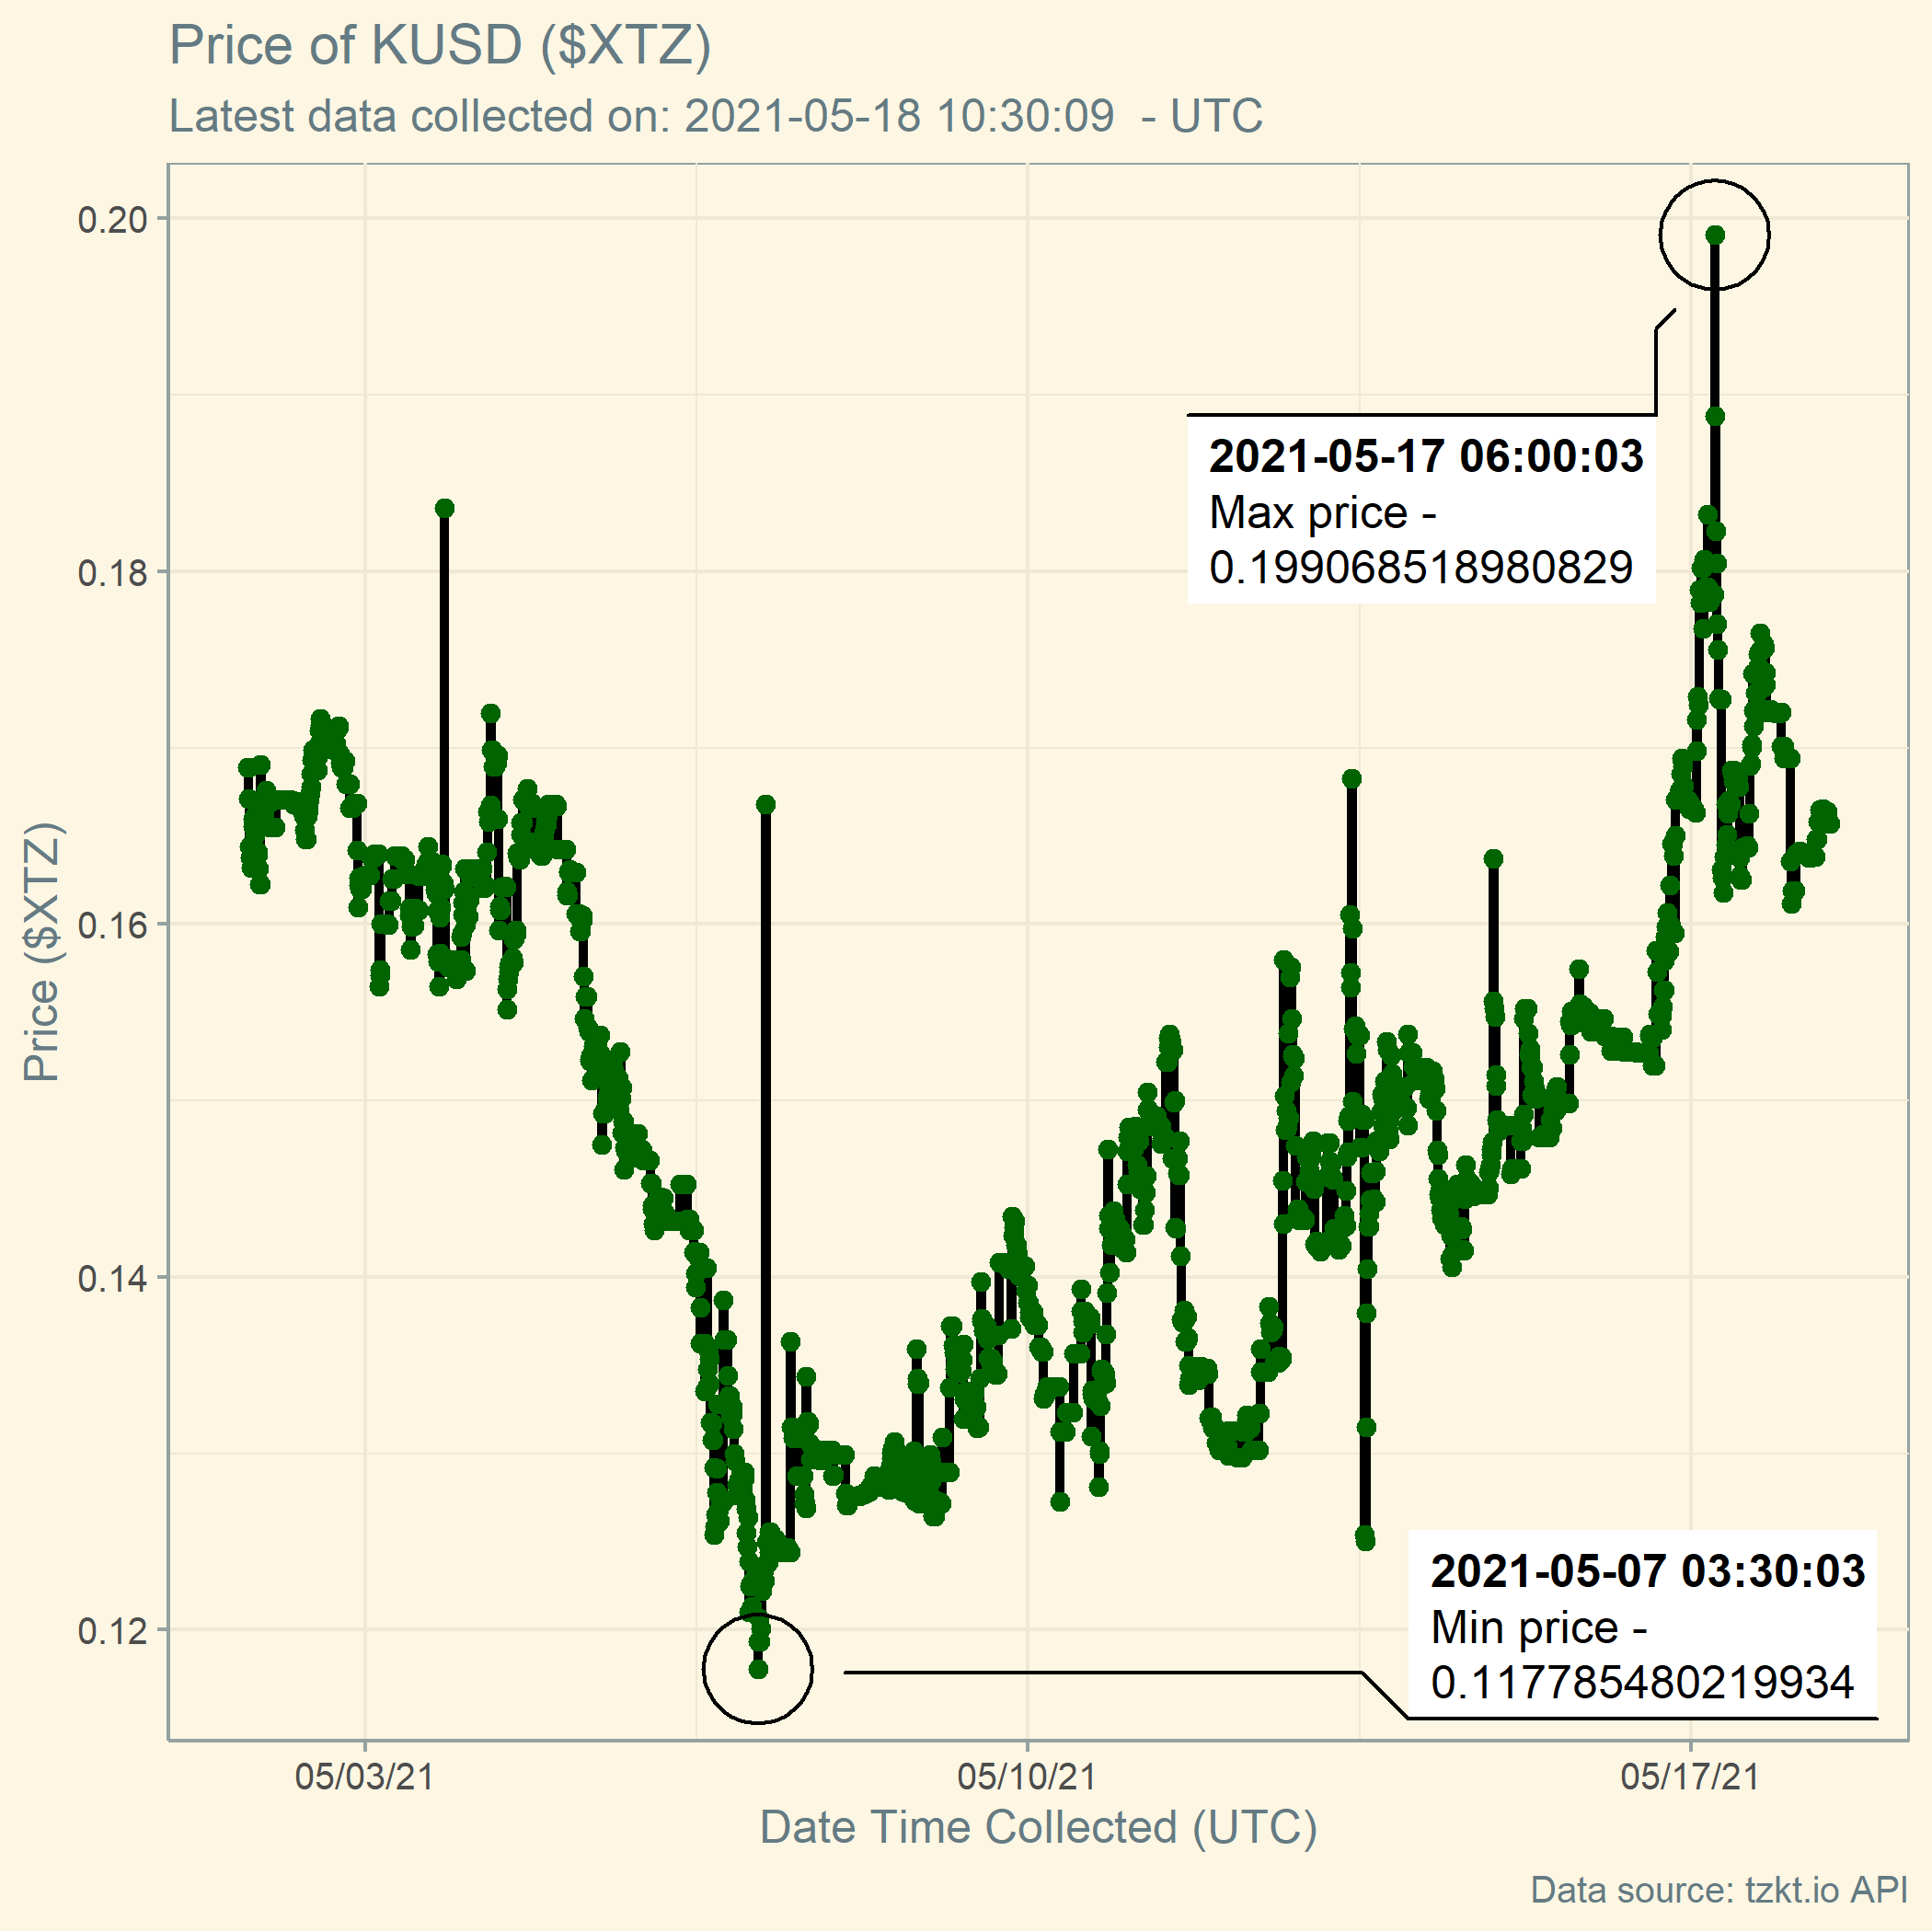 Price of KUSD ($XTZ)
Latest data collected on: 2021-05-18 10:30:09  - UTC
0.20
0.18
0.16
0.14
0.12
Price ($XTZ)
2021-05-17 06:00:03
Max price -
0.199068518980829
2021-05-07 03:30:03
Min price -
0.117785480219934
05/03/21
05/10/21
05/17/21
Date Time Collected (UTC)
Data source: tzkt.io API